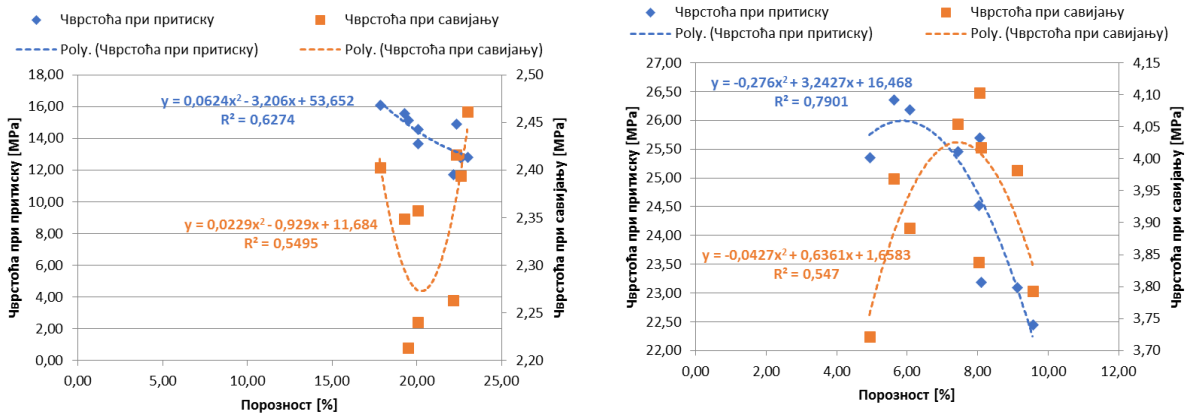 Чврстоћа при притиску
Чврстоћа при савијању
Poly. (Чврстоћа при притиску)
Poly. (Чврстоћа при савијању)
18,00
16,00
14,00
12,00
10,00
8,00
6,00
4,00
2,00
0,00
Чврстоћа при притиску [MPa]
y = 0,0624x² - 3,206x + 53,652
R² = 0,6274
y = 0,0229x² - 0,929x + 11,684
R² = 0,5495
2,50
2,45
2,40
2,35
2,30
2,25
2,20
Чврстоћа при савијању [MPa]
0,00 5,00 10,00 15,00 20,00 25,00
Порозност [%]
Чврстоћа при притиску
Чврстоћа при савијању
Poly. (Чврстоћа при притиску)
Poly. (Чврстоћа при савијању)
27,00
26,50
26,00
25,50
25,00
24,50
24,00
23,50
23,00
22,50
22,00
Чврстоћа при притиску [MPa]
y = -0,276x² + 3,2427x + 16,468
R² = 0,7901
y = -0,0427x² + 0,6361x + 1,6583
R² = 0,547
4,15
4,10
4,05
4,00
3,95
3,90
3,85
3,80
3,75
3,70
Чврстоћа при савијању [MPa]
0,00 2,00 4,00 6,00 8,00 10,00 12,00
Порозност [%]